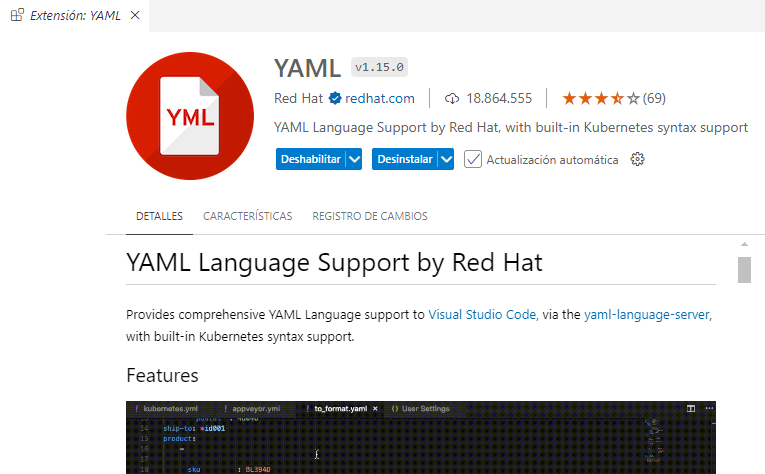 Extensión: YAML
YML
YAML v1.15.0
Red Hat redhat.com 18.864.555 (69)
YAML Language Support by Red Hat, with built-in Kubernetes syntax support
Deshabilitar Desinstalar Actualización automática
DETALLES CARACTERÍSTICAS REGISTRO DE CAMBIOS
YAML Language Support by Red Hat
Provides comprehensive YAML Language support to Visual Studio Code, via the yaml-language-server,
with built-in Kubernetes syntax support.
Features
kubernetes.yml appveyor.yml to_format.yaml {} User Settings
14 ship-to: *id001
15 product:
16 -
17
18 sku : BL394D